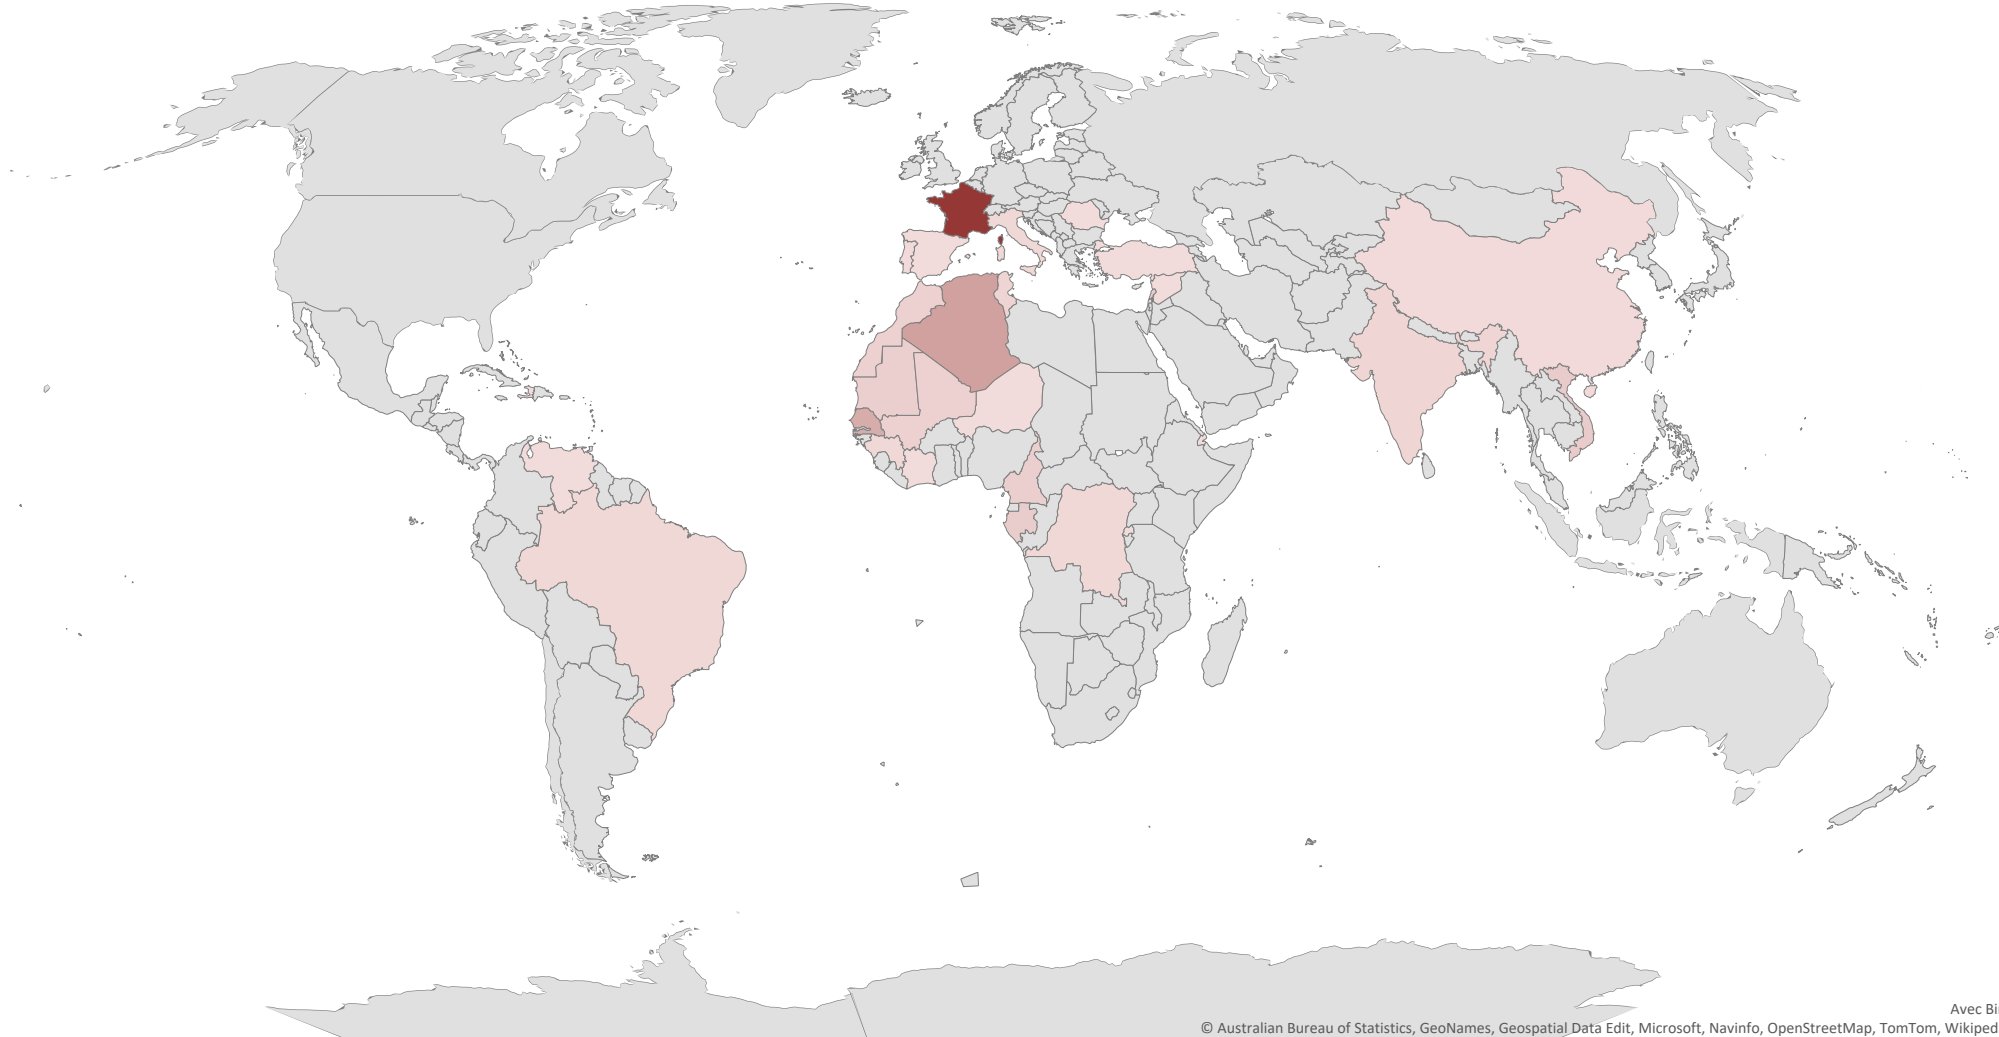 Avec Bi
© Australian Bureau of Statistics, GeoNames, Geospatial Data Edit, Microsoft, Navinfo, OpenStreetMap, TomTom, Wikiped